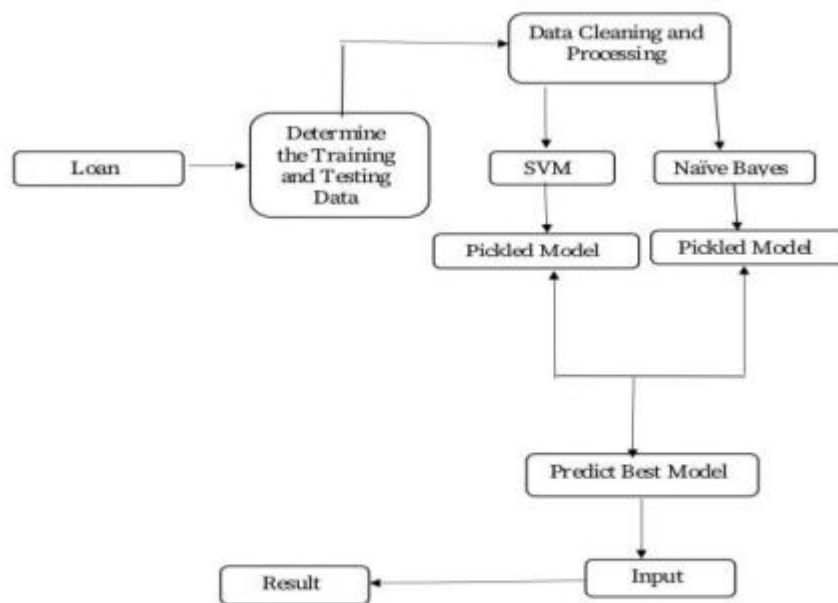 Data Cleaning and
Processing
Determine
the Training
and Testing
Data
Loan
SVM
Naïve Bayes
Pickled Model
Pickled Model
Predict Best Model
Input
Result